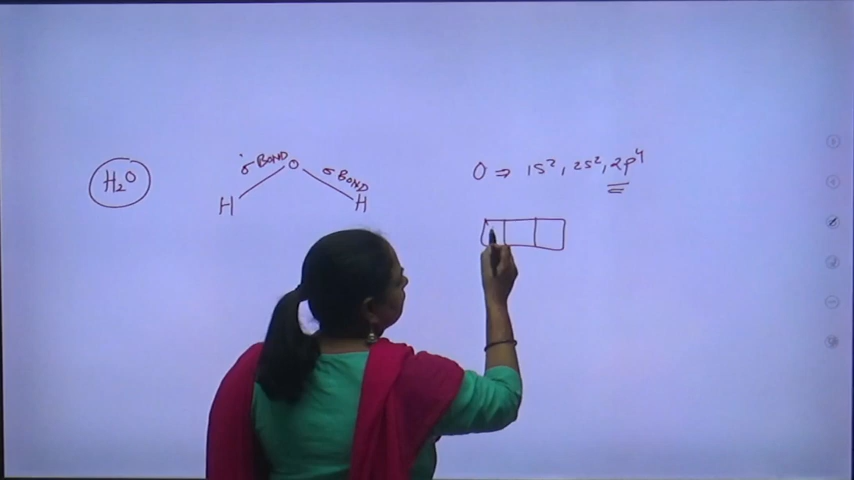 H₂O
σ BOND O σ BOND
H H
O ⇒ 1s², 2s², 2p⁴